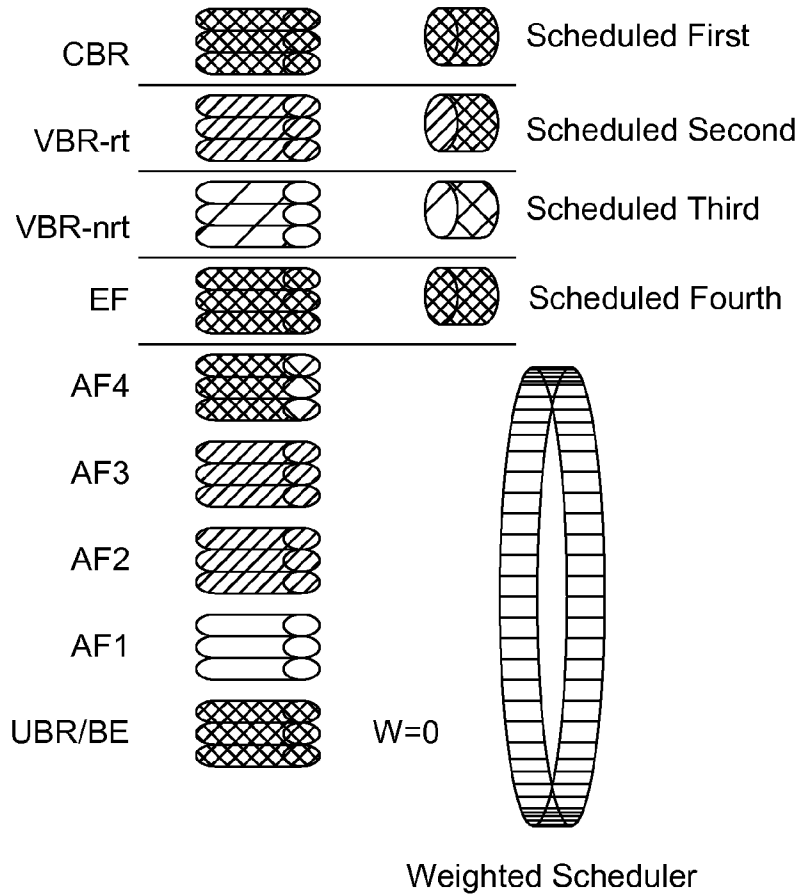 CBR
Scheduled First
VBR-rt
Scheduled Second
VBR-nrt
Scheduled Third
EF
Scheduled Fourth
AF4
AF3
AF2
AF1
UBR/BE
W=0
Weighted Scheduler